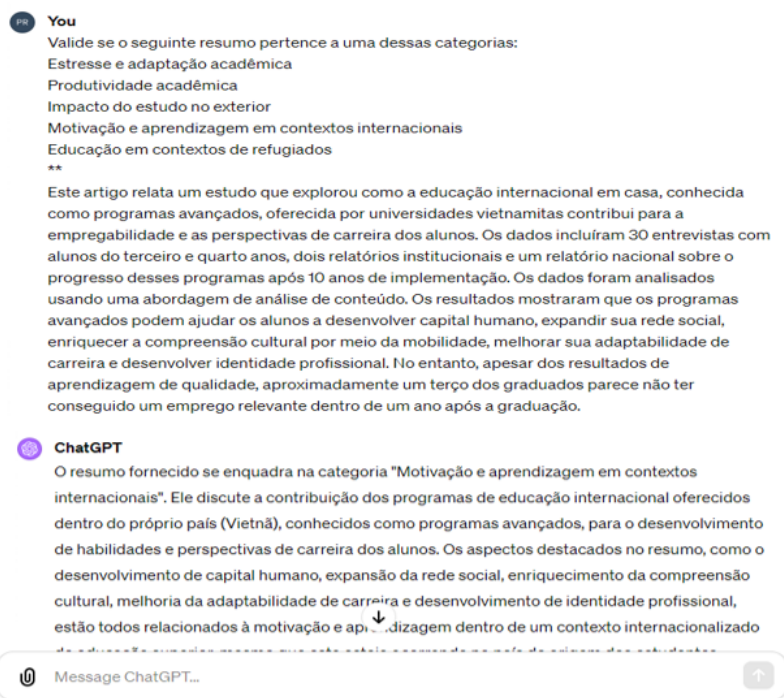 PR You
Valide se o seguinte resumo pertence a uma dessas categorias:
Estresse e adaptação acadêmica
Produtividade acadêmica
Impacto do estudo no exterior
Motivação e aprendizagem em contextos internacionais
Educação em contextos de refugiados
**
Este artigo relata um estudo que explorou como a educação internacional em casa, conhecida
como programas avançados, oferecida por universidades vietnamitas contribui para a
empregabilidade e as perspectivas de carreira dos alunos. Os dados incluíram 30 entrevistas com
alunos do terceiro e quarto anos, dois relatórios institucionais e um relatório nacional sobre o
progresso desses programas após 10 anos de implementação. Os dados foram analisados
usando uma abordagem de análise de conteúdo. Os resultados mostraram que os programas
avançados podem ajudar os alunos a desenvolver capital humano, expandir sua rede social,
enriquecer a compreensão cultural por meio da mobilidade, melhorar sua adaptabilidade de
carreira e desenvolver identidade profissional. No entanto, apesar dos resultados de
aprendizagem de qualidade, aproximadamente um terço dos graduados parece não ter
conseguido um emprego relevante dentro de um ano após a graduação.
ChatGPT
O resumo fornecido se enquadra na categoria "Motivação e aprendizagem em contextos
internacionais". Ele discute a contribuição dos programas de educação internacional oferecidos
dentro do próprio país (Vietnã), conhecidos como programas avançados, para o desenvolvimento
de habilidades e perspectivas de carreira dos alunos. Os aspectos destacados no resumo, como o
desenvolvimento de capital humano, expansão da rede social, enriquecimento da compreensão
cultural, melhoria da adaptabilidade de carreira e desenvolvimento de identidade profissional,
estão todos relacionados à motivação e aprendizagem dentro de um contexto internacionalizado
Message ChatGPT...